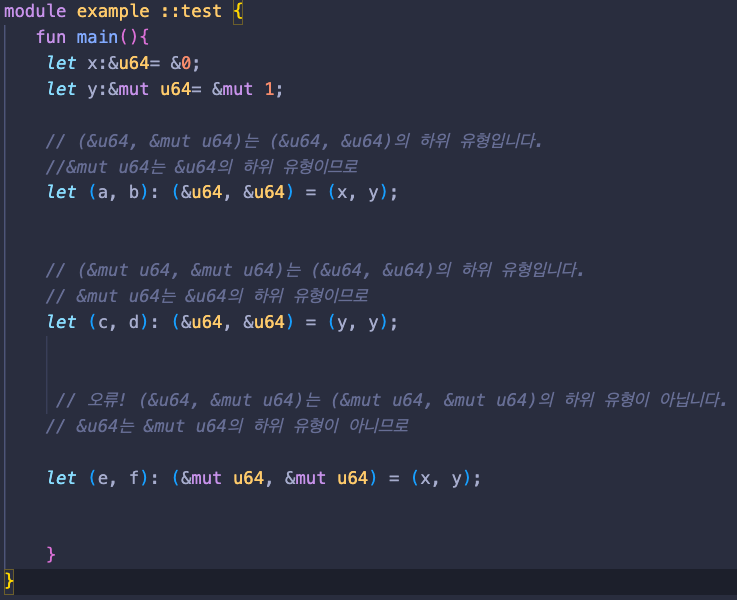 module example ::test {
fun main(){
let x:&u64= &0;
let y:&mut u64= &mut 1;
// (&u64, &mut u64)는 (&u64, &u64)의 하위 유형입니다.
//&mut u64는 &u64의 하위 유형이므로
let (a, b): (&u64, &u64) = (x, y);
// (&mut u64, &mut u64)는 (&u64, &u64)의 하위 유형입니다.
// &mut u64는 &u64의 하위 유형이므로
let (c, d): (&u64, &u64) = (y, y);
// 오류! (&u64, &mut u64)는 (&mut u64, &mut u64)의 하위 유형이 아닙니다.
// &u64는 &mut u64의 하위 유형이 아니므로
let (e, f): (&mut u64, &mut u64) = (x, y);
}
}